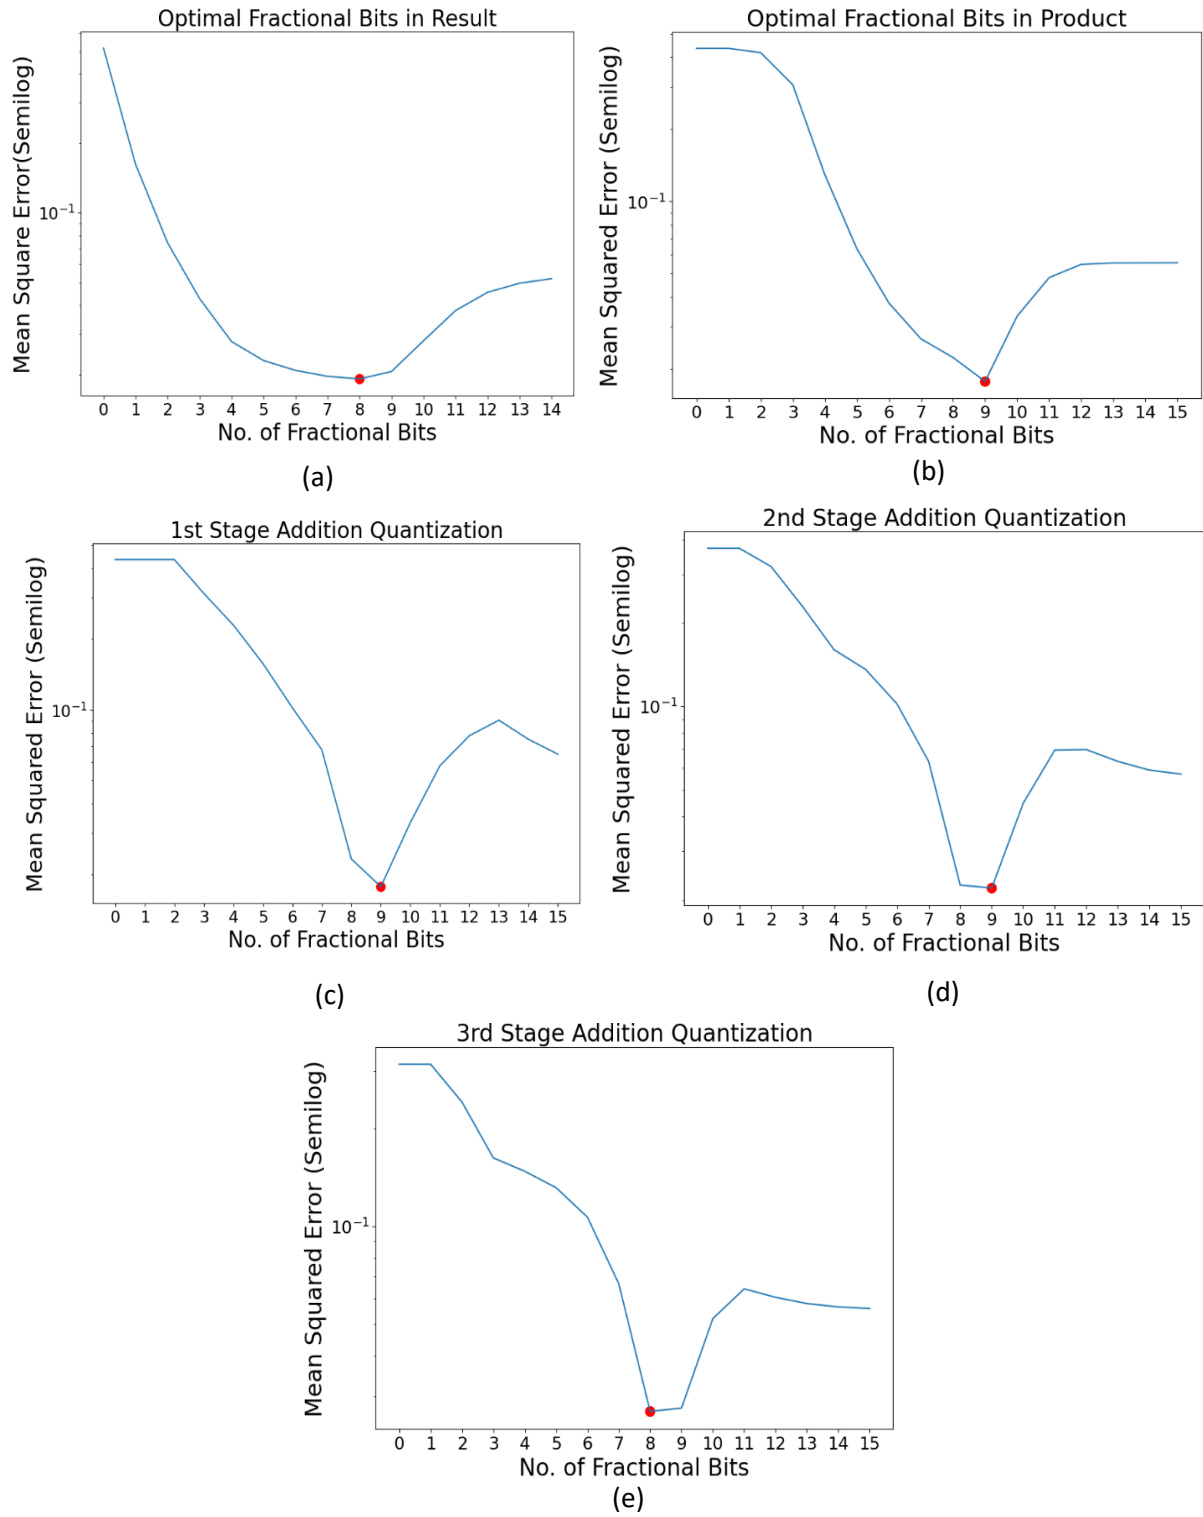 Optimal Fractional Bits in Result
Mean Square Error(Semilog)
10⁻¹
0 1 2 3 4 5 6 7 8 9 10 11 12 13 14
No. of Fractional Bits
(a)
Optimal Fractional Bits in Product
Mean Squared Error (Semilog)
10⁻¹
0 1 2 3 4 5 6 7 8 9 10 11 12 13 14 15
No. of Fractional Bits
(b)
1st Stage Addition Quantization
Mean Squared Error (Semilog)
10⁻¹
0 1 2 3 4 5 6 7 8 9 10 11 12 13 14 15
No. of Fractional Bits
(c)
2nd Stage Addition Quantization
Mean Squared Error (Semilog)
10⁻¹
0 1 2 3 4 5 6 7 8 9 10 11 12 13 14 15
No. of Fractional Bits
(d)
3rd Stage Addition Quantization
Mean Squared Error (Semilog)
10⁻¹
0 1 2 3 4 5 6 7 8 9 10 11 12 13 14 15
No. of Fractional Bits
(e)